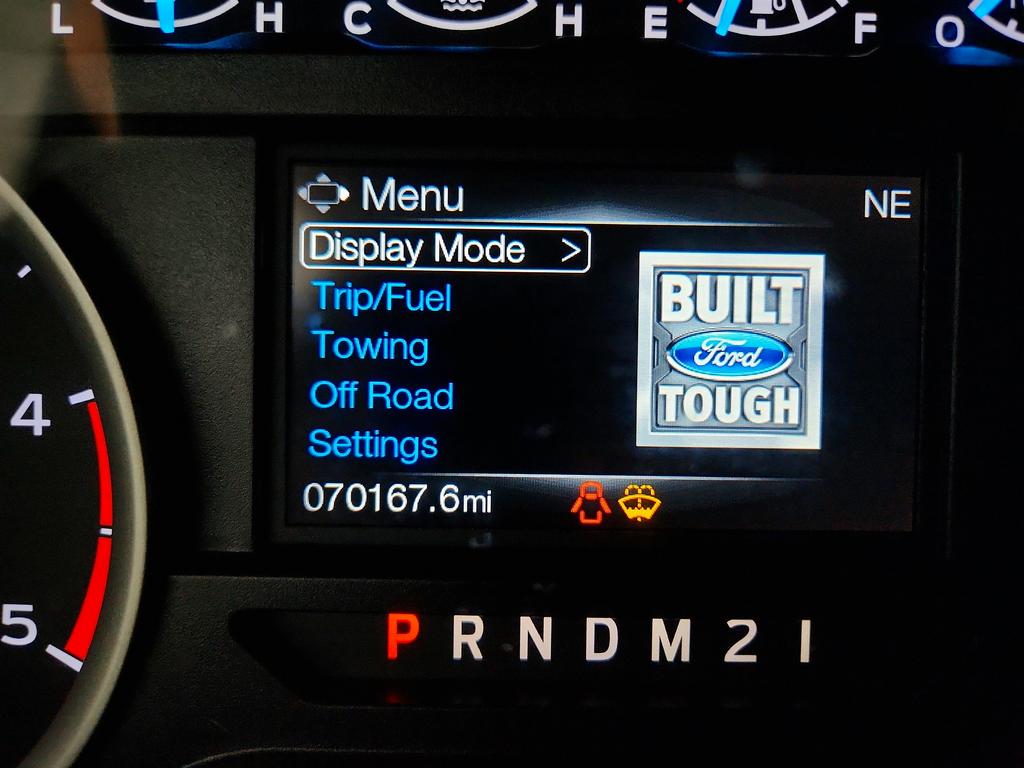 L H C H E F O
Menu NE
Display Mode >
Trip/Fuel
Towing
Off Road
Settings
BUILT
Ford
TOUGH
070167.6mi
4
5
P R N D M 2 1